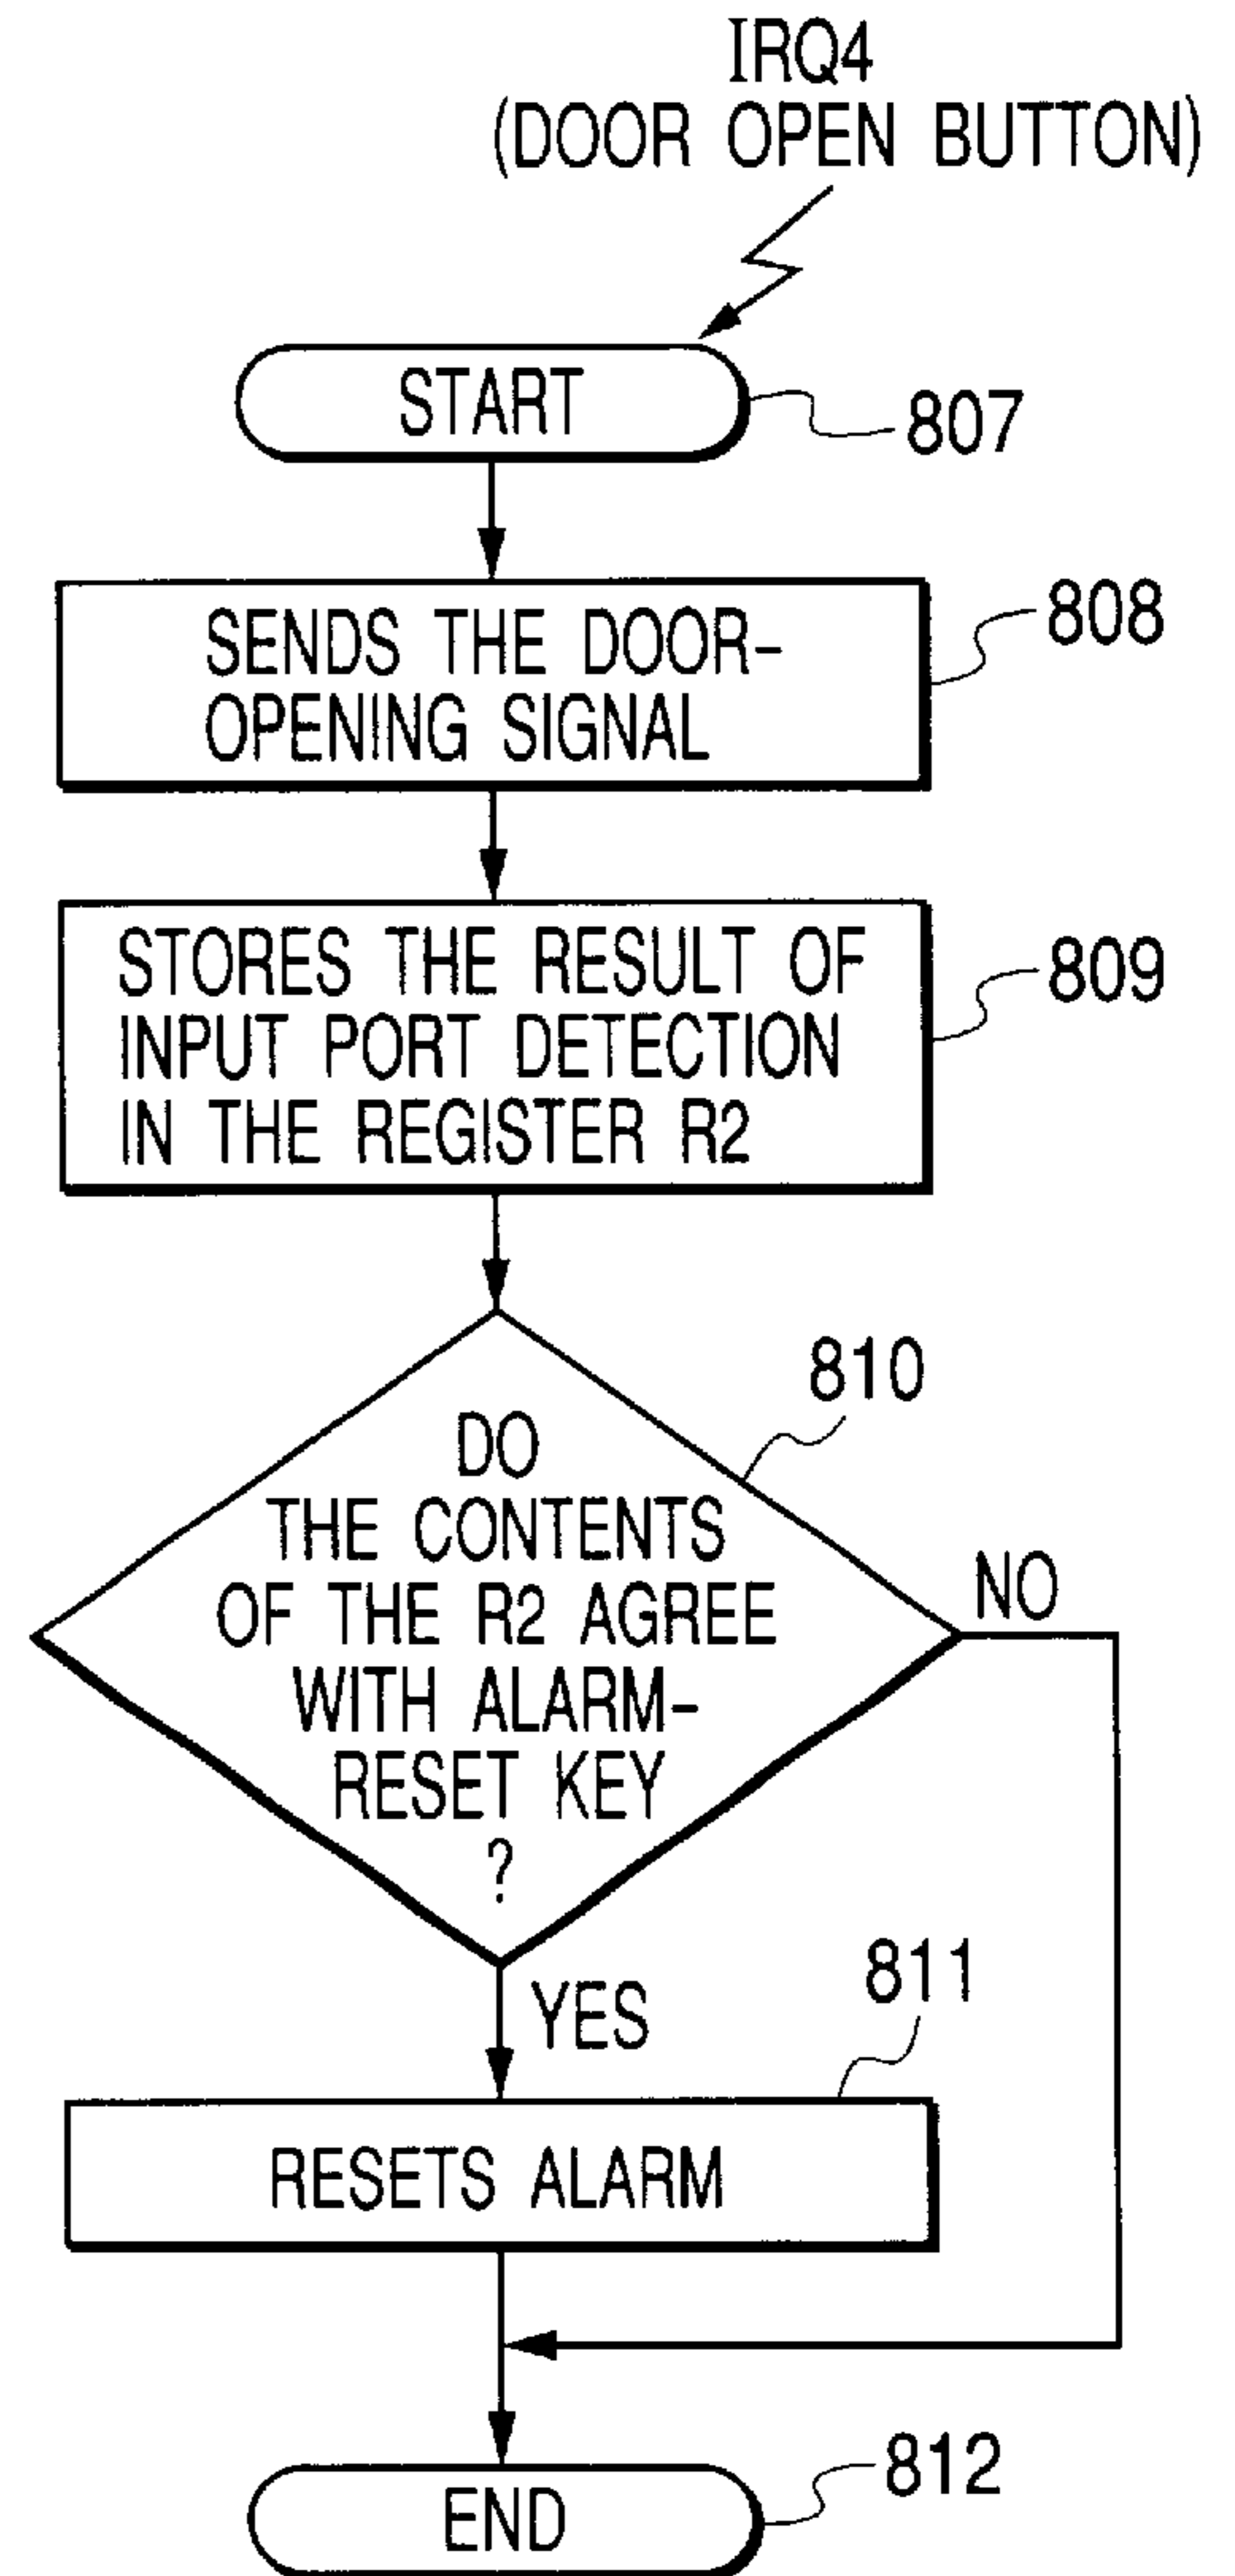 IRQ4
(DOOR OPEN BUTTON)
START
807
SENDS THE DOOR-
OPENING SIGNAL
808
STORES THE RESULT OF
INPUT PORT DETECTION
IN THE REGISTER R2
809
810
DO
THE CONTENTS
OF THE R2 AGREE
WITH ALARM-
RESET KEY
?
NO
YES
811
RESETS ALARM
812
END